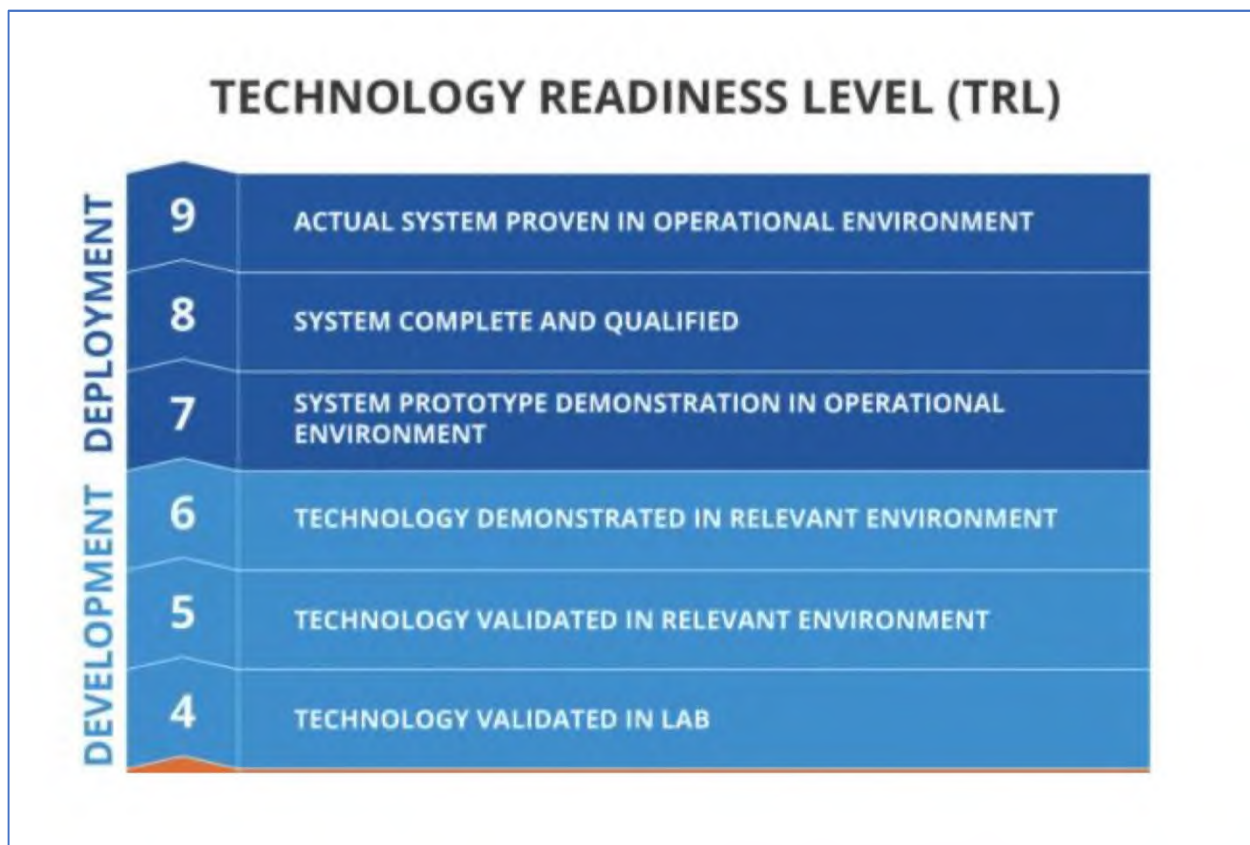 TECHNOLOGY READINESS LEVEL (TRL)
DEPLOYMENT
9 ACTUAL SYSTEM PROVEN IN OPERATIONAL ENVIRONMENT
8 SYSTEM COMPLETE AND QUALIFIED
7 SYSTEM PROTOTYPE DEMONSTRATION IN OPERATIONAL
ENVIRONMENT
DEVELOPMENT
6 TECHNOLOGY DEMONSTRATED IN RELEVANT ENVIRONMENT
5 TECHNOLOGY VALIDATED IN RELEVANT ENVIRONMENT
4 TECHNOLOGY VALIDATED IN LAB